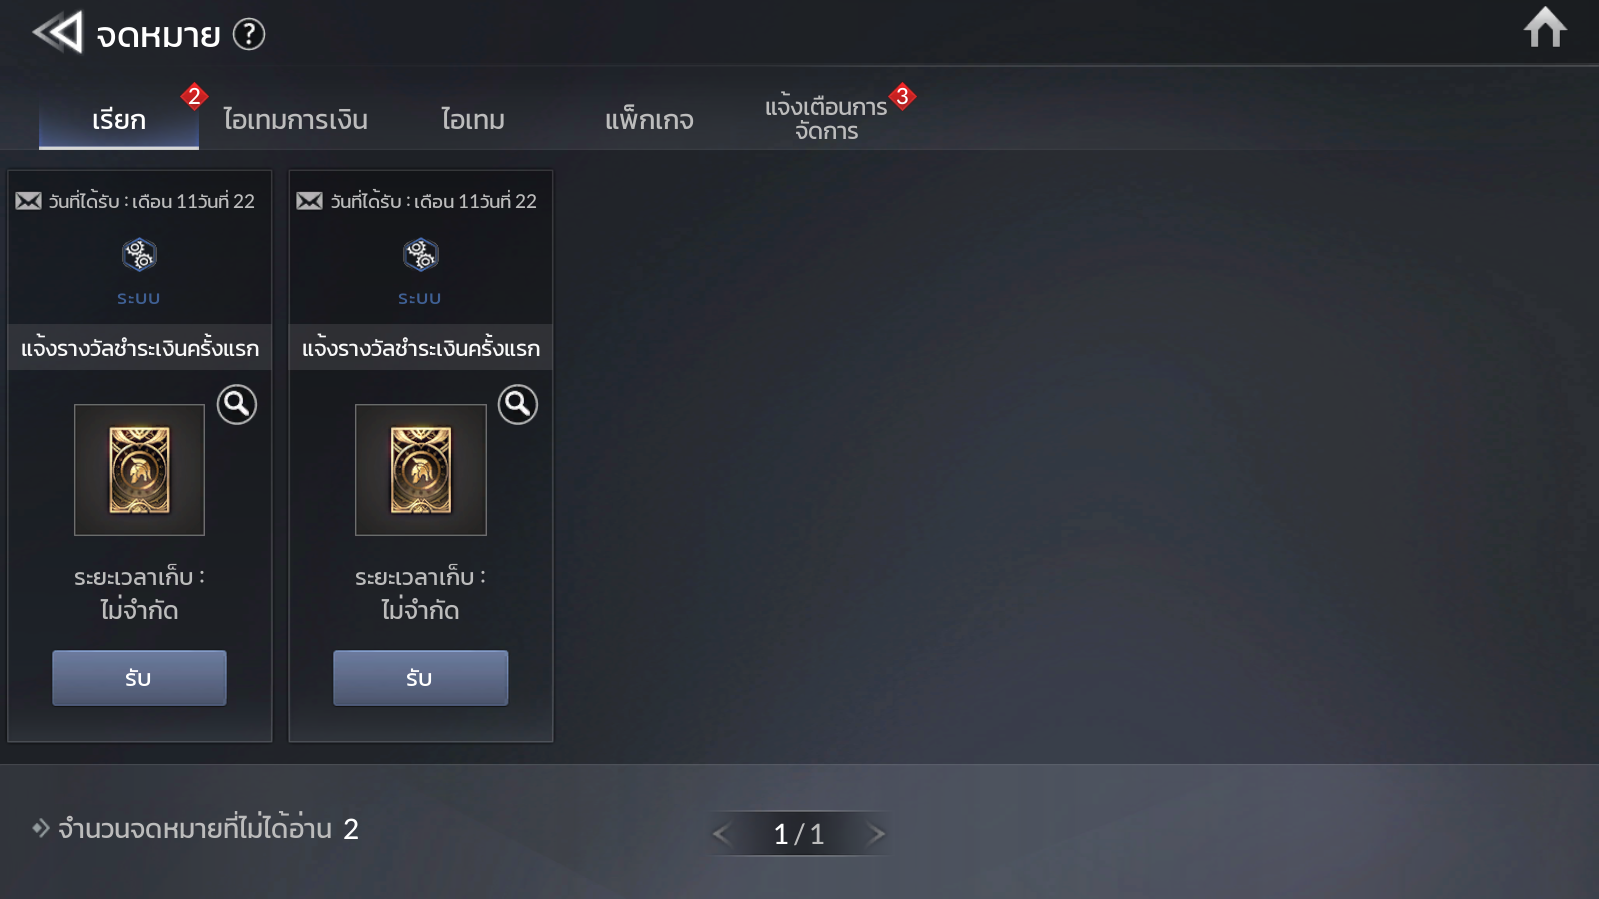 จดหมาย ?
เรียก 2
ไอเทมการเงิน
ไอเทม
แพ็กเกจ
แจ้งเตือนการ 3
จัดการ
วันที่ได้รับ : เดือน 11วันที่ 22
ระบบ
แจ้งรางวัลชำระเงินครั้งแรก
ระยะเวลาเก็บ :
ไม่จำกัด
รับ
วันที่ได้รับ : เดือน 11วันที่ 22
ระบบ
แจ้งรางวัลชำระเงินครั้งแรก
ระยะเวลาเก็บ :
ไม่จำกัด
รับ
จำนวนจดหมายที่ไม่ได้อ่าน 2
1/1